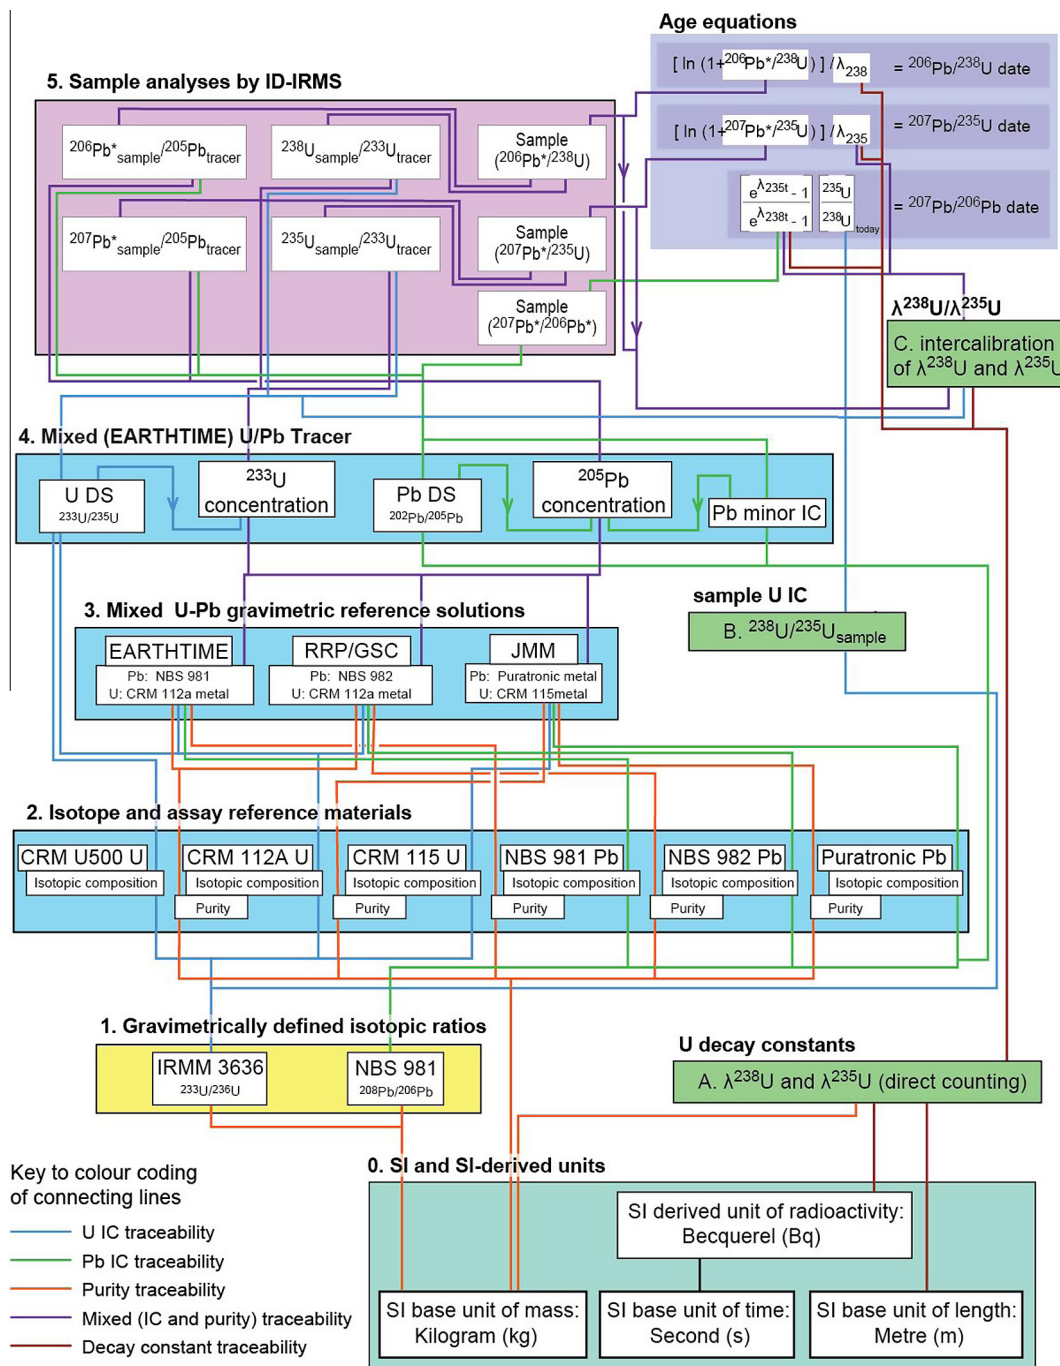 Age equations
[ ln (1+²⁰⁶Pb*/²³⁸U) ] / λ₂₃₈ = ²⁰⁶Pb/²³⁸U date
[ ln (1+²⁰⁷Pb*/²³⁵U) ] / λ₂₃₅ = ²⁰⁷Pb/²³⁵U date
e^λ235t - 1 ²³⁵U
e^λ238t - 1 ²³⁸U today = ²⁰⁷Pb/²⁰⁶Pb date
5. Sample analyses by ID-IRMS
²⁰⁶Pb*sample/²⁰⁵Pbtracer
²³⁸Usample/²³³Utracer
Sample
(²⁰⁶Pb*/²³⁸U)
²⁰⁷Pb*sample/²⁰⁵Pbtracer
²³⁵Usample/²³³Utracer
Sample
(²⁰⁷Pb*/²³⁵U)
Sample
(²⁰⁷Pb*/²⁰⁶Pb*)
λ²³⁸U/λ²³⁵U
C. intercalibration
of λ²³⁸U and λ²³⁵U
4. Mixed (EARTHTIME) U/Pb Tracer
U DS
²³³U/²³⁵U
²³³U
concentration
Pb DS
²⁰²Pb/²⁰⁵Pb
²⁰⁵Pb
concentration
Pb minor IC
sample U IC
B. ²³⁸U/²³⁵Usample
3. Mixed U-Pb gravimetric reference solutions
EARTHTIME
Pb: NBS 981
U: CRM 112a metal
RRP/GSC
Pb: NBS 982
U: CRM 112a metal
JMM
Pb: Puratronic metal
U: CRM 115metal
2. Isotope and assay reference materials
CRM U500 U
Isotopic composition
CRM 112A U
Isotopic composition
Purity
CRM 115 U
Isotopic composition
Purity
NBS 981 Pb
Isotopic composition
Purity
NBS 982 Pb
Isotopic composition
Purity
Puratronic Pb
Isotopic composition
Purity
1. Gravimetrically defined isotopic ratios
IRMM 3636
²³³U/²³⁶U
NBS 981
²⁰⁸Pb/²⁰⁶Pb
U decay constants
A. λ²³⁸U and λ²³⁵U (direct counting)
0. SI and SI-derived units
SI derived unit of radioactivity:
Becquerel (Bq)
SI base unit of mass:
Kilogram (kg)
SI base unit of time:
Second (s)
SI base unit of length:
Metre (m)
Key to colour coding
of connecting lines
U IC traceability
Pb IC traceability
Purity traceability
Mixed (IC and purity) traceability
Decay constant traceability